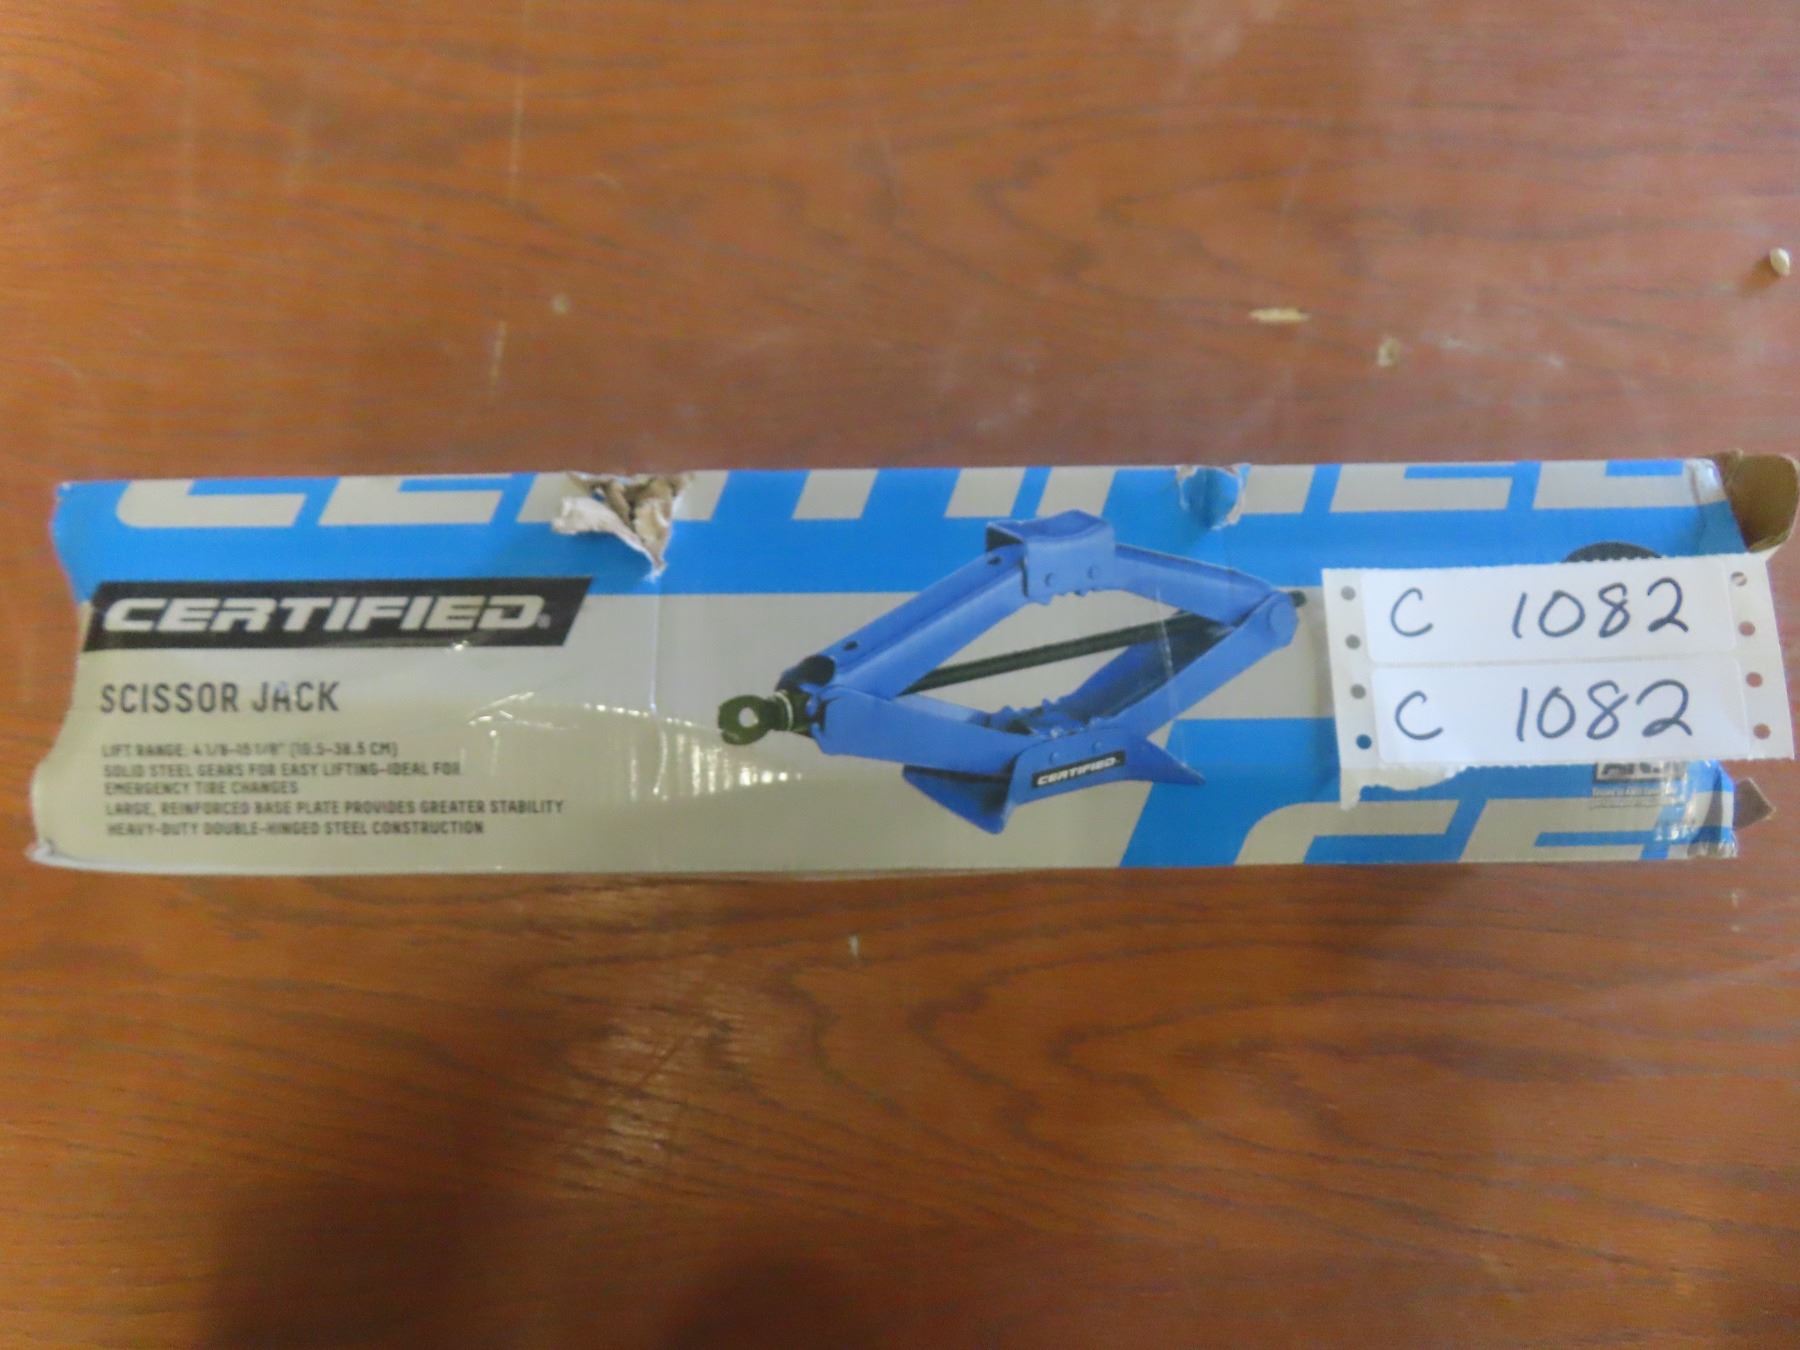 CERTIFIED
CERTIFIED®
SCISSOR JACK
LIFT RANGE: 4 1/8-15 1/8" (10.5-38.5 CM)
SOLID STEEL GEARS FOR EASY LIFTING-IDEAL FOR
EMERGENCY TIRE CHANGES
LARGE, REINFORCED BASE PLATE PROVIDES GREATER STABILITY
HEAVY-DUTY DOUBLE-HINGED STEEL CONSTRUCTION
CERTIFIED
C 1082
C 1082
CE